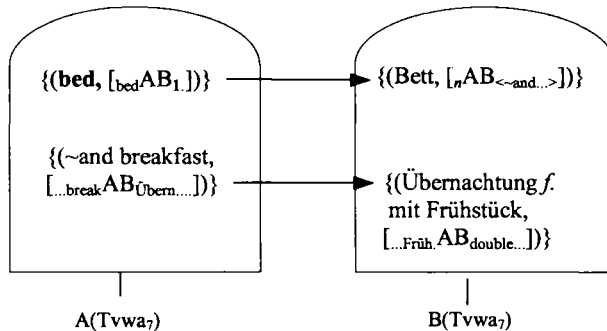 {(bed, [bedAB1.])}
{(~and breakfast,
[...breakABÜbern....])}
A(Tvwa7)
{(Bett, [nAB<~and...>])}
{(Übernachtung f.
mit Frühstück,
[...Früh.ABdouble...])}
B(Tvwa7)